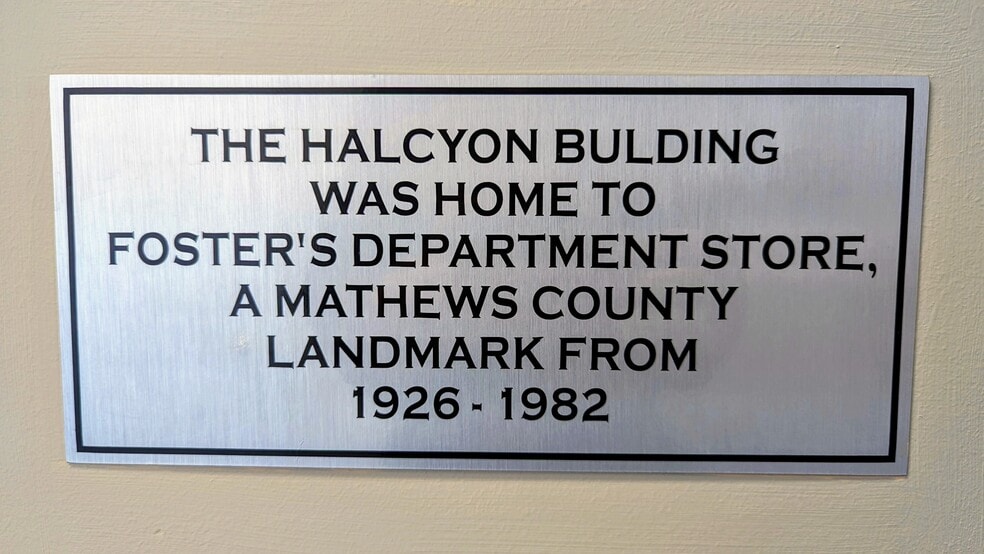 THE HALCYON BULDING
WAS HOME TO
FOSTER'S DEPARTMENT STORE,
A MATHEWS COUNTY
LANDMARK FROM
1926 - 1982